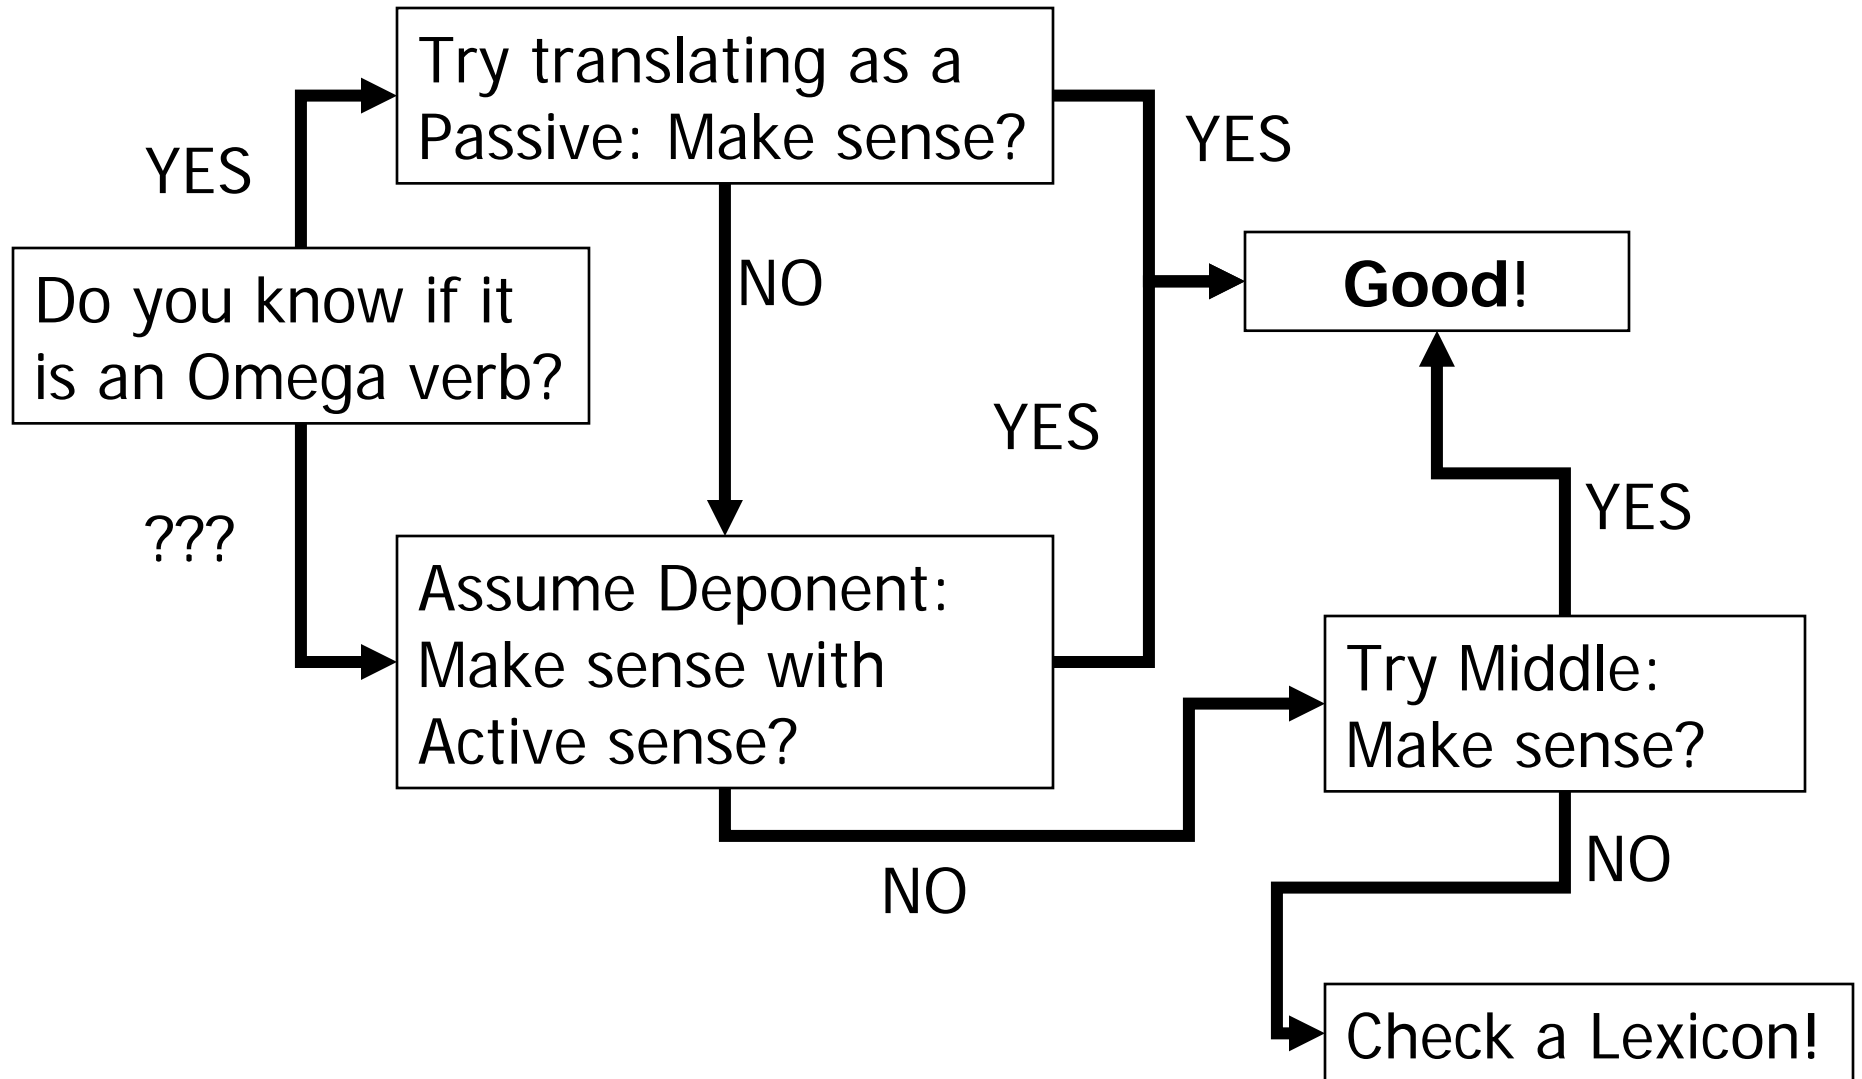 Try translating as a
Passive: Make sense?
YES
YES
Do you know if it
is an Omega verb?
NO
Good!
YES
???
YES
Assume Deponent:
Make sense with
Active sense?
Try Middle:
Make sense?
NO
NO
Check a Lexicon!